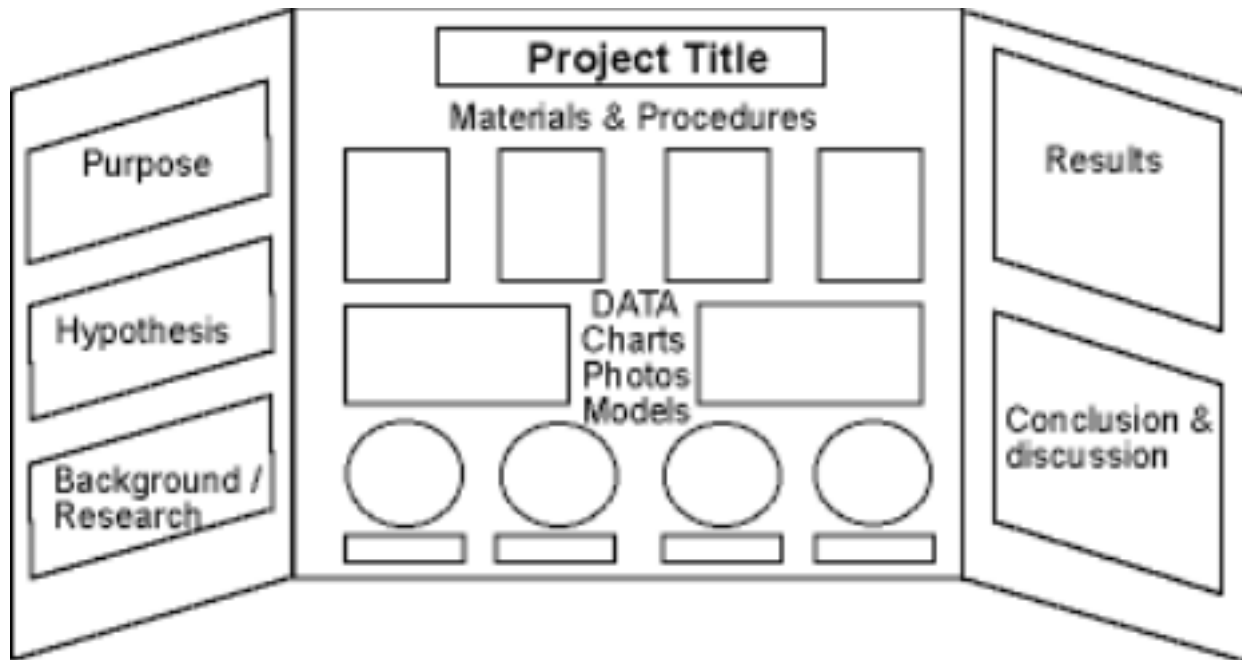 Project Title
Materials & Procedures
Purpose
Hypothesis
Background /
Research
DATA
Charts
Photos
Models
Results
Conclusion &
discussion